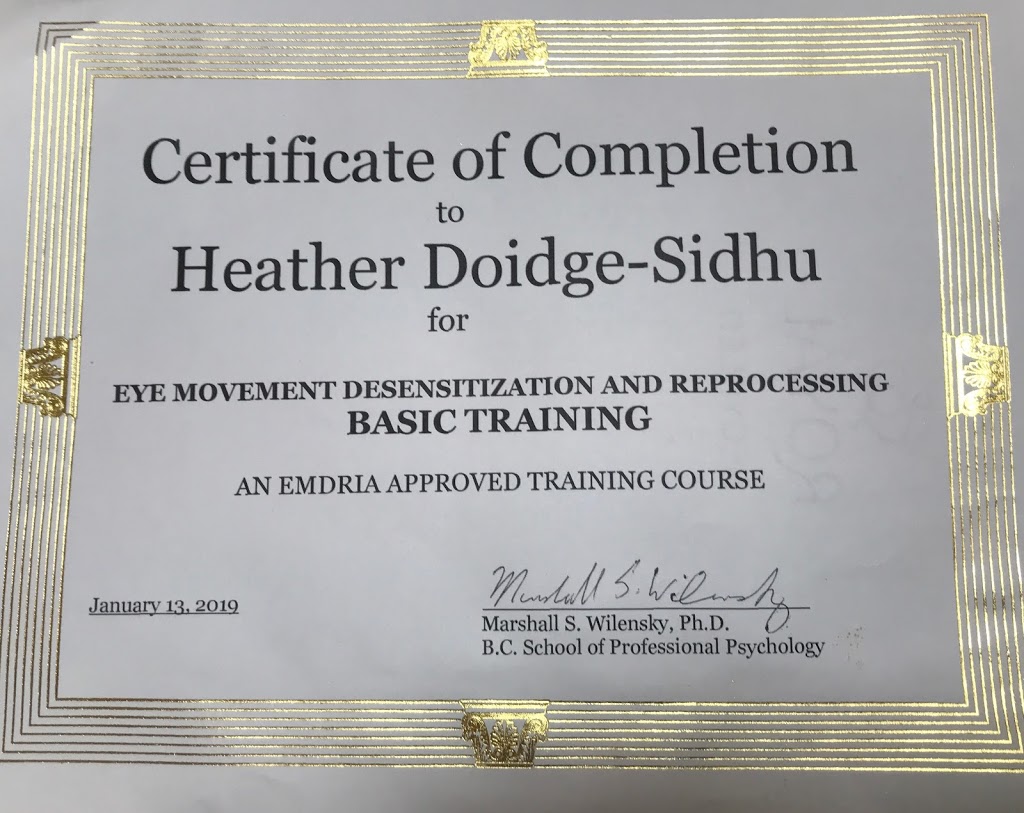 Certificate of Completion
to
Heather Doidge-Sidhu
for
EYE MOVEMENT DESENSITIZATION AND REPROCESSING
BASIC TRAINING
AN EMDRIA APPROVED TRAINING COURSE
Marshall S. Wilensky
January 13, 2019
Marshall S. Wilensky, Ph.D.
B.C. School of Professional Psychology